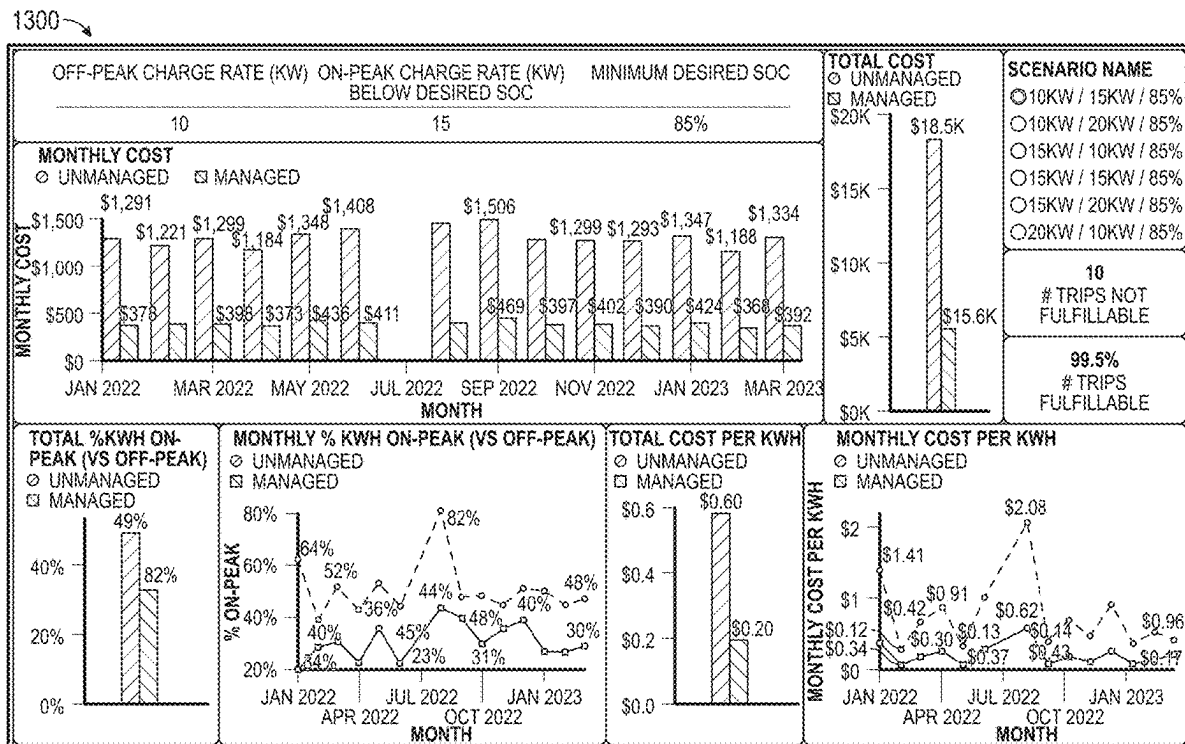 1300
OFF-PEAK CHARGE RATE (KW) ON-PEAK CHARGE RATE (KW) MINIMUM DESIRED SOC
BELOW DESIRED SOC
10 15 85%
MONTHLY COST
UNMANAGED MANAGED
MONTHLY COST
$1,500
$1,000
$500
$0
$1,291 $1,221 $1,299 $1,184 $1,348 $1,408 $1,506 $1,299 $1,293 $1,347 $1,188 $1,334
$378 $398 $373 $436 $411 $469 $397 $402 $390 $424 $368 $392
JAN 2022 MAR 2022 MAY 2022 JUL 2022 SEP 2022 NOV 2022 JAN 2023 MAR 2023
MONTH
TOTAL COST
UNMANAGED
MANAGED
$20K
$18.5K
$15K
$10K
$15.6K
$5K
$0K
SCENARIO NAME
10KW / 15KW / 85%
10KW / 20KW / 85%
15KW / 10KW / 85%
15KW / 15KW / 85%
15KW / 20KW / 85%
20KW / 10KW / 85%
10
# TRIPS NOT
FULFILLABLE
99.5%
# TRIPS
FULFILLABLE
TOTAL %KWH ON-
PEAK (VS OFF-PEAK)
UNMANAGED
MANAGED
49%
82%
40%
20%
0%
MONTHLY % KWH ON-PEAK (VS OFF-PEAK)
UNMANAGED
MANAGED
% ON-PEAK
80%
60%
40%
20%
64% 52% 82% 48%
40% 36% 45% 44% 48% 40%
34% 23% 31% 30%
JAN 2022 JUL 2022 JAN 2023
APR 2022 OCT 2022
MONTH
TOTAL COST PER KWH
UNMANAGED
MANAGED
$0.6
$0.60
$0.4
$0.2
$0.20
$0.0
MONTHLY COST PER KWH
UNMANAGED
MANAGED
MONTHLY COST PER KWH
$2
$1
$0
$1.41 $2.08
$0.42 $0.91 $0.62 $0.96
$0.12 $0.30 $0.13 $0.14
$0.34 $0.37 $0.43 $0.17
JAN 2022 JUL 2022 JAN 2023
APR 2022 OCT 2022
MONTH